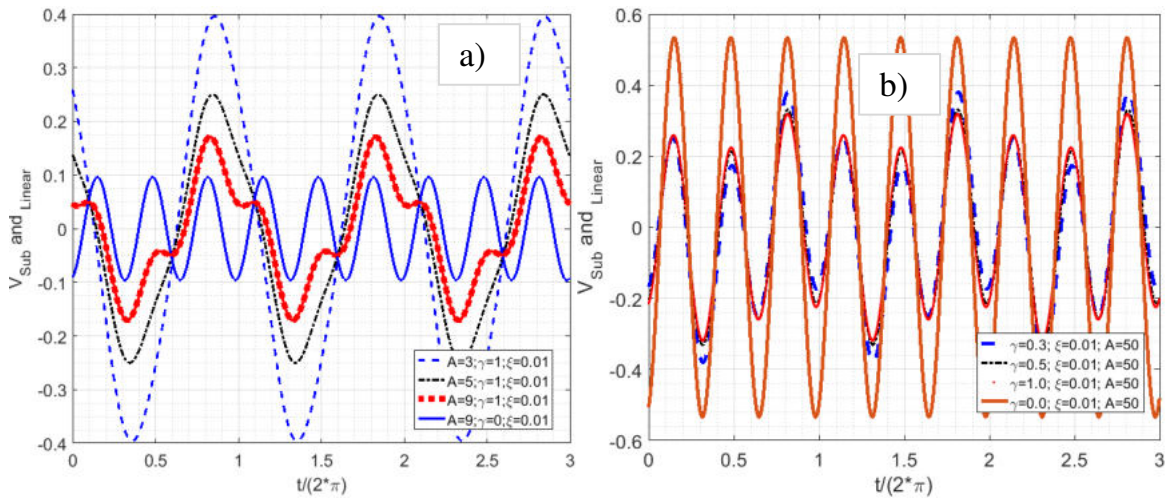 a)
0.4
0.3
0.2
0.1
0
-0.1
-0.2
-0.3
-0.4
V_Sub and _Linear
A=3;γ=1;ξ=0.01
A=5;γ=1;ξ=0.01
A=9;γ=1;ξ=0.01
A=9;γ=0;ξ=0.01
0 0.5 1 1.5 2 2.5 3
t/(2*π)
b)
0.6
0.4
0.2
0
-0.2
-0.4
-0.6
V_Sub and _Linear
γ=0.3; ξ=0.01; A=50
γ=0.5; ξ=0.01; A=50
γ=1.0; ξ=0.01; A=50
γ=0.0; ξ=0.01; A=50
0 0.5 1 1.5 2 2.5 3
t/(2*π)